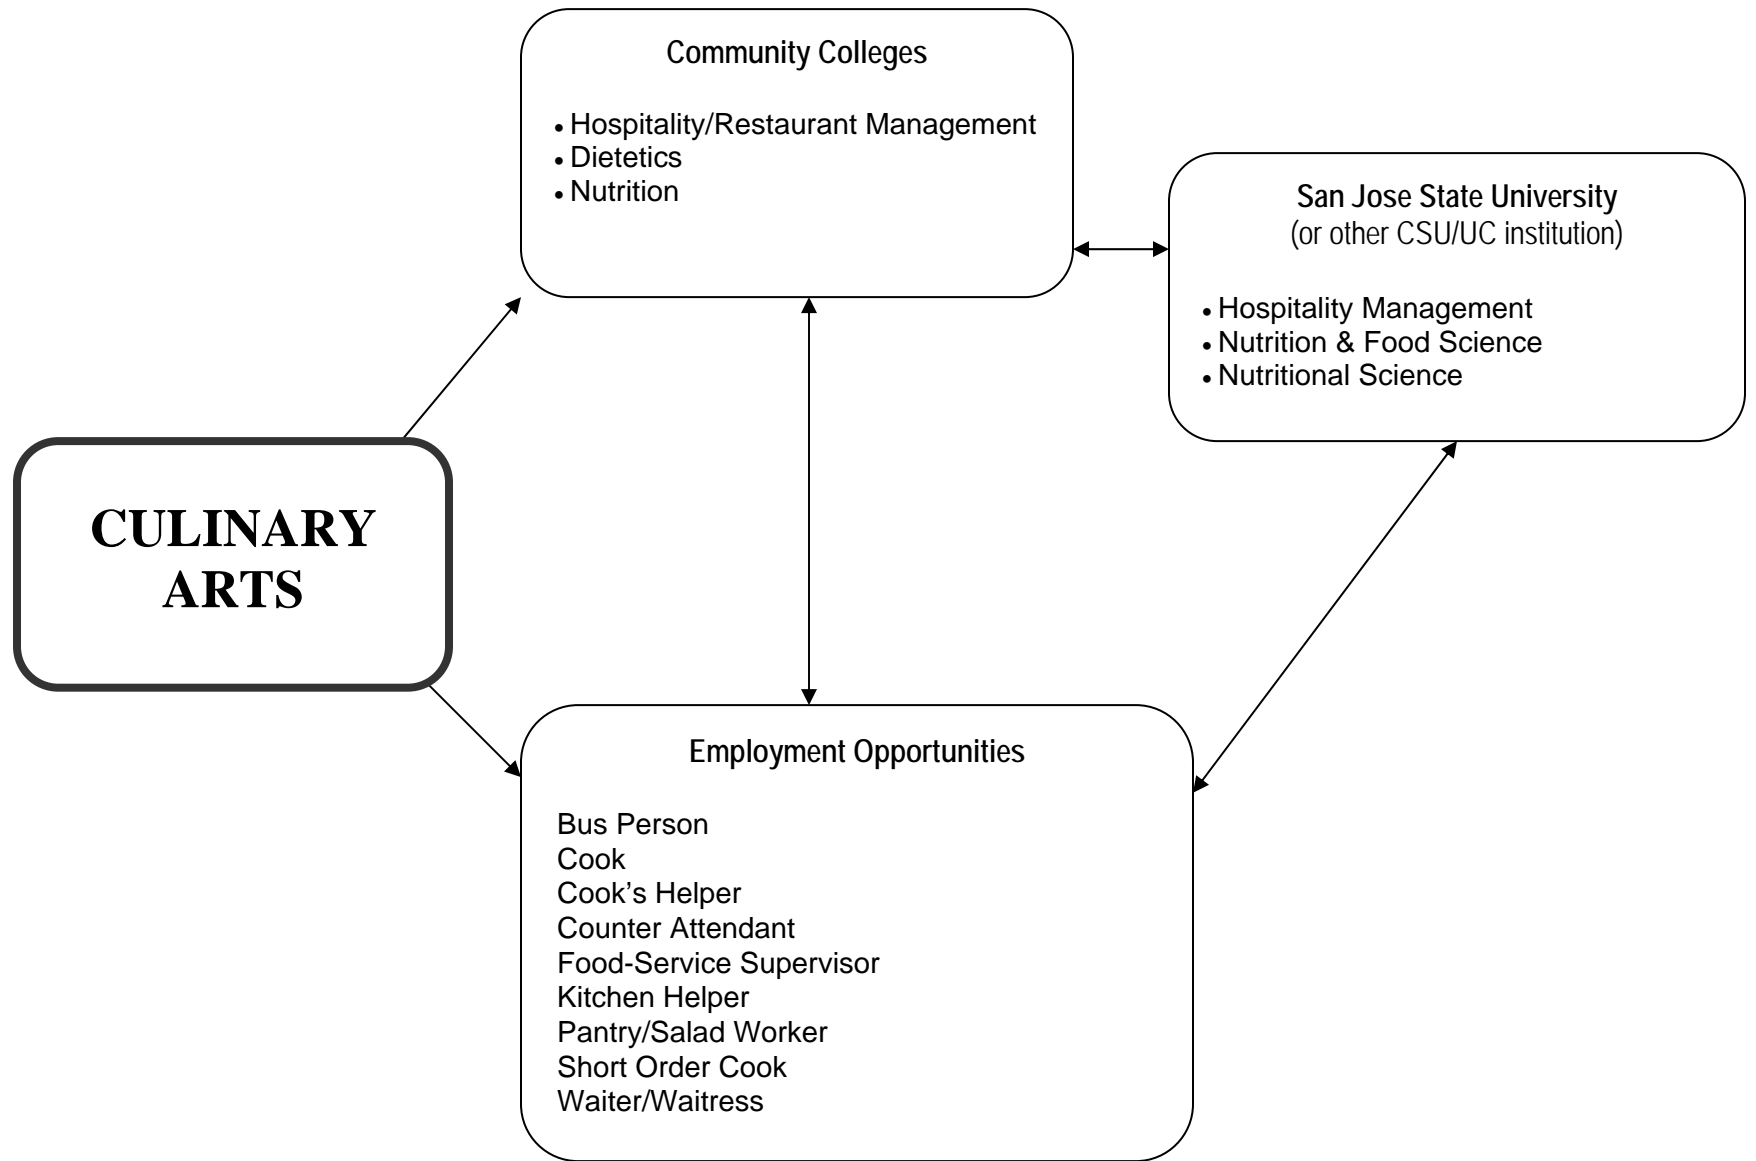 Community Colleges
• Hospitality/Restaurant Management
• Dietetics
• Nutrition
San Jose State University
(or other CSU/UC institution)
• Hospitality Management
• Nutrition & Food Science
• Nutritional Science
CULINARY
ARTS
Employment Opportunities
Bus Person
Cook
Cook’s Helper
Counter Attendant
Food-Service Supervisor
Kitchen Helper
Pantry/Salad Worker
Short Order Cook
Waiter/Waitress